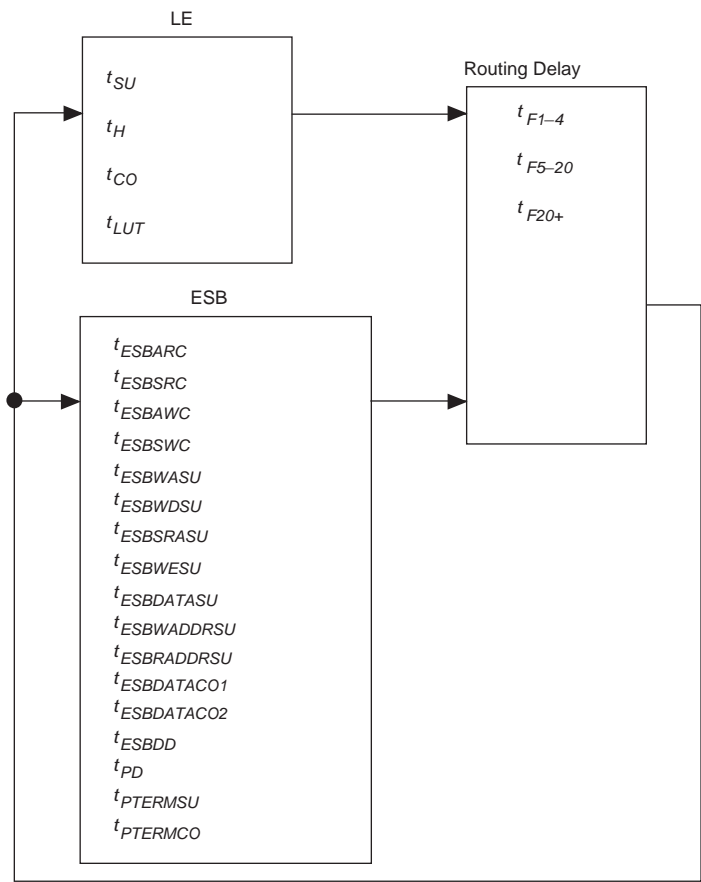 LE
tSU
tH
tCO
tLUT
Routing Delay
tF1–4
tF5–20
tF20+
ESB
tESBARC
tESBSRC
tESBAWC
tESBSWC
tESBWASU
tESBWDSU
tESBSRASU
tESBWESU
tESBDATASU
tESBWADDRSU
tESBRADDRSU
tESBDATACO1
tESBDATACO2
tESBDD
tPD
tPTERMSU
tPTERMCO